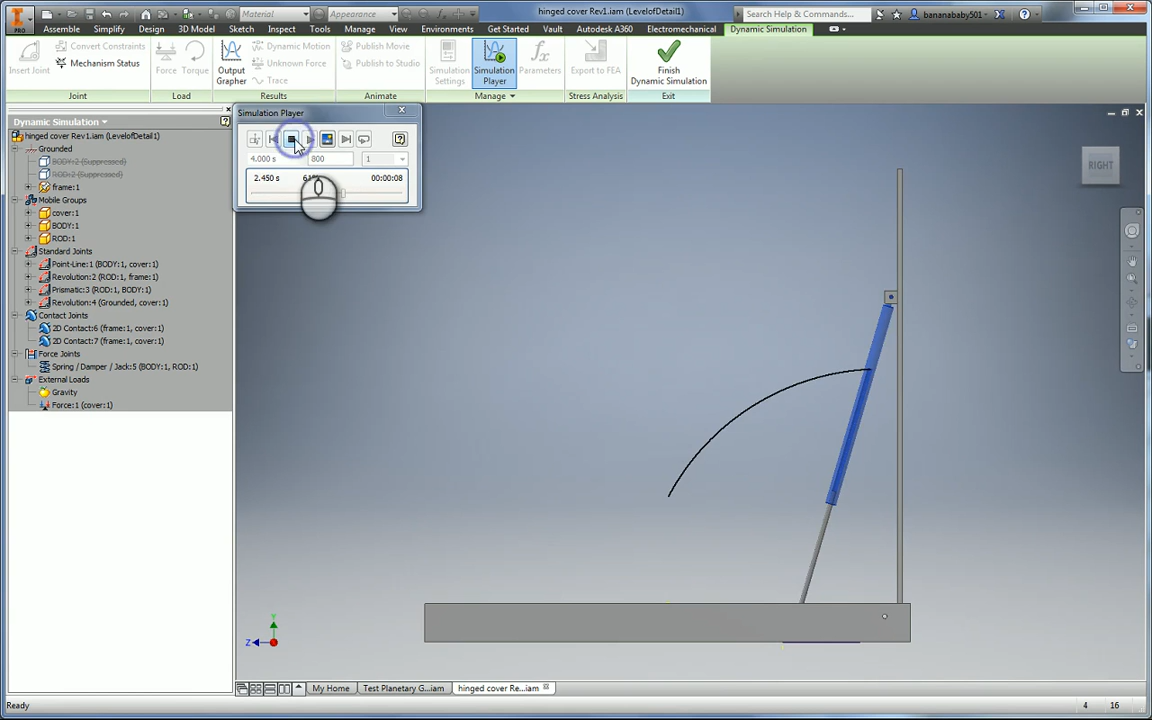 PRO
Material
Appearance
hinged cover Rev1.iam (LevelofDetail1)
Search Help & Commands...
bananababy501
Assemble Simplify Design 3D Model Sketch Inspect Tools Manage View Environments Get Started Vault Autodesk A360 Electromechanical Dynamic Simulation
Insert Joint
Convert Constraints
Mechanism Status
Joint
Force
Torque
Load
Output Grapher
Dynamic Motion
Unknown Force
Trace
Results
Publish Movie
Publish to Studio
Animate
Simulation Settings
Simulation Player
Parameters
Manage
Export to FEA
Stress Analysis
Finish Dynamic Simulation
Exit
Dynamic Simulation
hinged cover Rev1.iam (LevelofDetail1)
Grounded
BODY:2 (Suppressed)
ROD:2 (Suppressed)
frame:1
Mobile Groups
cover:1
BODY:1
ROD:1
Standard Joints
Point-Line:1 (BODY:1, cover:1)
Revolution:2 (ROD:1, frame:1)
Prismatic:3 (ROD:1, BODY:1)
Revolution:4 (Grounded, cover:1)
Contact Joints
2D Contact:6 (frame:1, cover:1)
2D Contact:7 (frame:1, cover:1)
Force Joints
Spring / Damper / Jack:5 (BODY:1, ROD:1)
External Loads
Gravity
Force:1 (cover:1)
Simulation Player
4.000 s 800 1
2.450 s 00:00:08
RIGHT
Y
Z
My Home Test Planetary G...iam hinged cover Re...iam
Ready 4 16